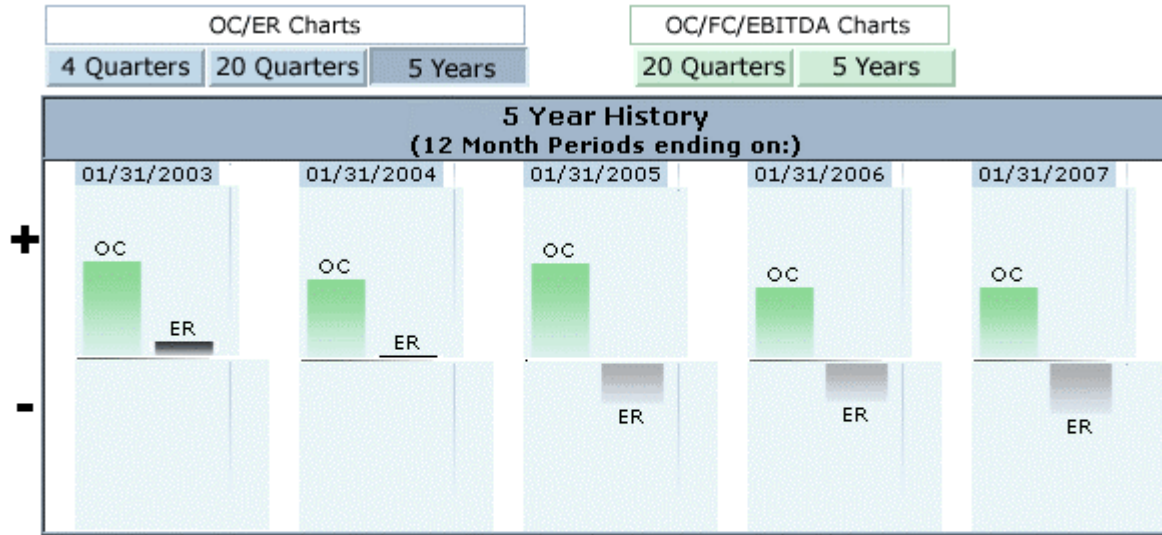 OC/ER Charts
OC/FC/EBITDA Charts
4 Quarters 20 Quarters 5 Years
20 Quarters 5 Years
5 Year History
(12 Month Periods ending on:)
01/31/2003 01/31/2004 01/31/2005 01/31/2006 01/31/2007
+
OC OC OC OC OC
ER ER
-
ER ER ER